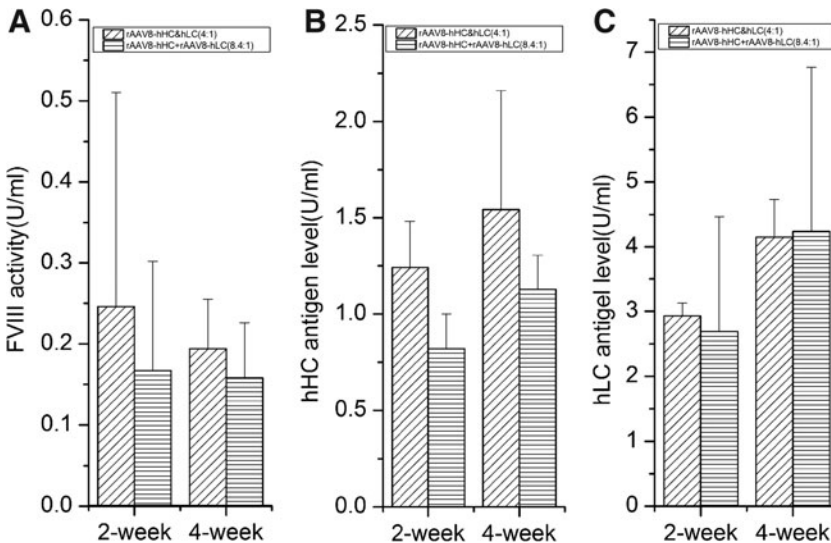 A
0.6
0.5
0.4
0.3
0.2
0.1
0.0
FVIII activity(U/ml)
rAAV8-hHC&hLC(4:1)
rAAV8-hHC+rAAV8-hLC(8.4:1)
2-week 4-week
B
2.5
2.0
1.5
1.0
0.5
0.0
hHC antigen level(U/ml)
rAAV8-hHC&hLC(4:1)
rAAV8-hHC+rAAV8-hLC(8.4:1)
2-week 4-week
C
7
6
5
4
3
2
1
0
hLC antigel level(U/ml)
rAAV8-hHC&hLC(4:1)
rAAV8-hHC+rAAV8-hLC(8.4:1)
2-week 4-week